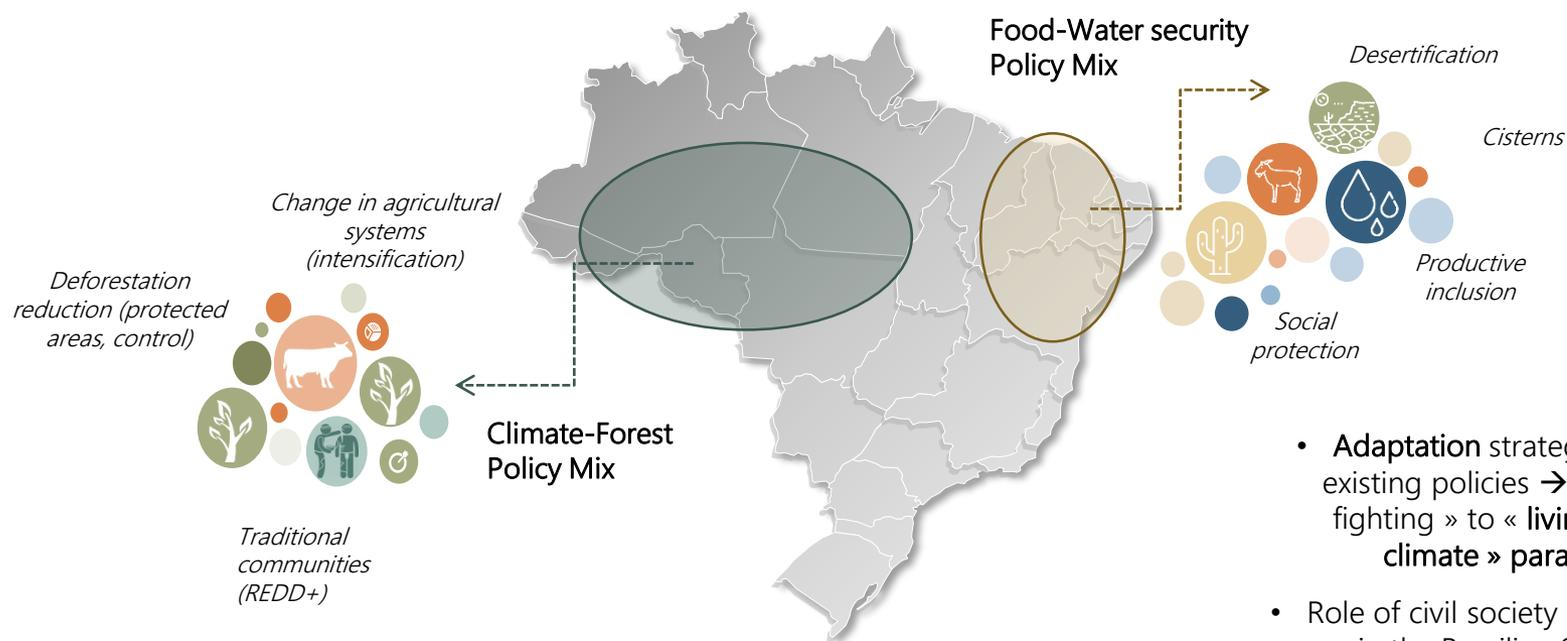 Food-Water security
Policy Mix
Desertification
Cisterns
Change in agricultural
systems
(intensification)
Productive
inclusion
Deforestation
reduction (protected
areas, control)
Social
protection
Climate-Forest
Policy Mix
Traditional
communities
(REDD+)
• Adaptation
existing policies →
fighting » to «
climate »
• Role of civil society